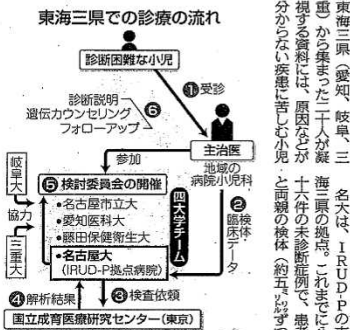 東海三県での診療の流れ
診断困難な小児
❶受診
診断説明
遺伝カウンセリング
フォローアップ
❻
主治医
地域の
病院小児科
参加
❺検討委員会の開催
•名古屋市立大
•愛知医科大
•藤田保健衛生大
•名古屋大
(IRUD-P拠点病院)
四大学チーム
岐阜大
協力
三重大
❷検体・
臨床データ
❹解析結果
❸検査依頼
国立成育医療研究センター(東京)
東海三県（愛知、岐阜、三
重）から集まった二十人が凝
視する資料には、原因などが
分からない疾患に苦しむ小児
名大は、IRUD-Pの
海三県の拠点。これまでに
十八件の未診断症例で、患
と両親の検体（約五㍉㍑ず